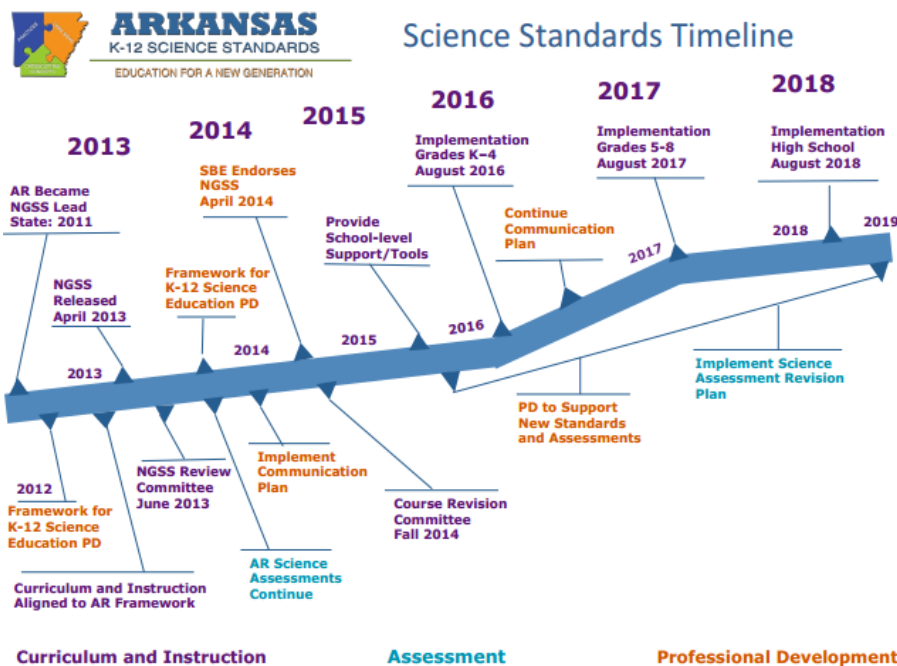 ARKANSAS
K-12 SCIENCE STANDARDS
EDUCATION FOR A NEW GENERATION
Science Standards Timeline
2013
2014
2015
2016
2017
2018
AR Became
NGSS Lead
State: 2011
NGSS
Released
April 2013
SBE Endorses
NGSS
April 2014
Framework for
K-12 Science
Education PD
Provide
School-level
Support/Tools
Implementation
Grades K–4
August 2016
Continue
Communication
Plan
Implementation
Grades 5-8
August 2017
Implementation
High School
August 2018
2013
2014
2015
2016
2017
2018
2019
2012
Framework for
K-12 Science
Education PD
Curriculum and Instruction
Aligned to AR Framework
NGSS Review
Committee
June 2013
AR Science
Assessments
Continue
Implement
Communication
Plan
Course Revision
Committee
Fall 2014
PD to Support
New Standards
and Assessments
Implement Science
Assessment Revision
Plan
Curriculum and Instruction
Assessment
Professional Development